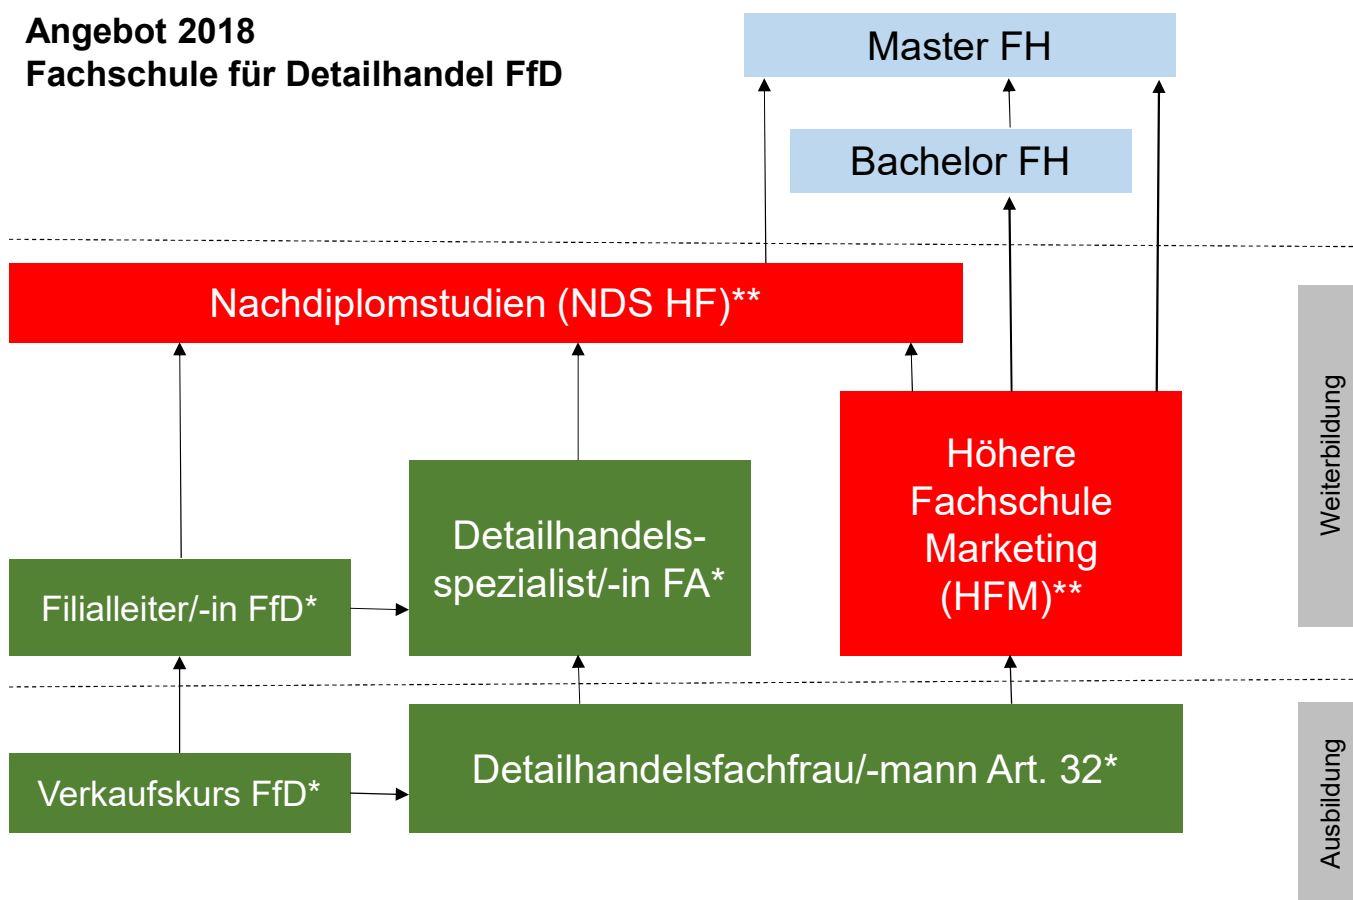 Angebot 2018
Fachschule für Detailhandel FfD
Master FH
Bachelor FH
Nachdiplomstudien (NDS HF)**
Höhere
Fachschule
Marketing
(HFM)**
Detailhandels-
spezialist/-in FA*
Filialleiter/-in FfD*
Weiterbildung
Detailhandelsfachfrau/-mann Art. 32*
Verkaufskurs FfD*
Ausbildung